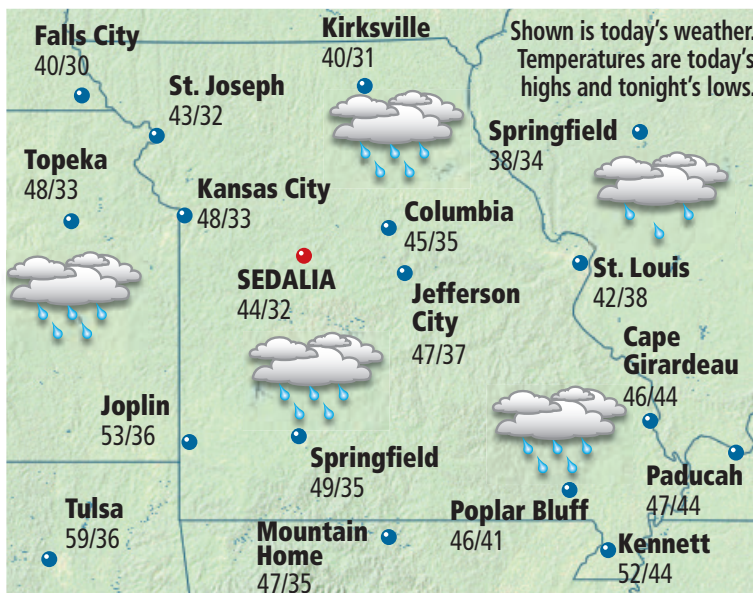 Falls City
40/30
Kirksville
40/31
Shown is today's weather.
Temperatures are today's
highs and tonight's lows.
St. Joseph
43/32
Springfield
38/34
Topeka
48/33
Kansas City
48/33
Columbia
45/35
SEDALIA
44/32
Jefferson
City
47/37
St. Louis
42/38
Cape
Girardeau
46/44
Joplin
53/36
Springfield
49/35
Paducah
47/44
Tulsa
59/36
Mountain
Home
47/35
Poplar Bluff
46/41
Kennett
52/44